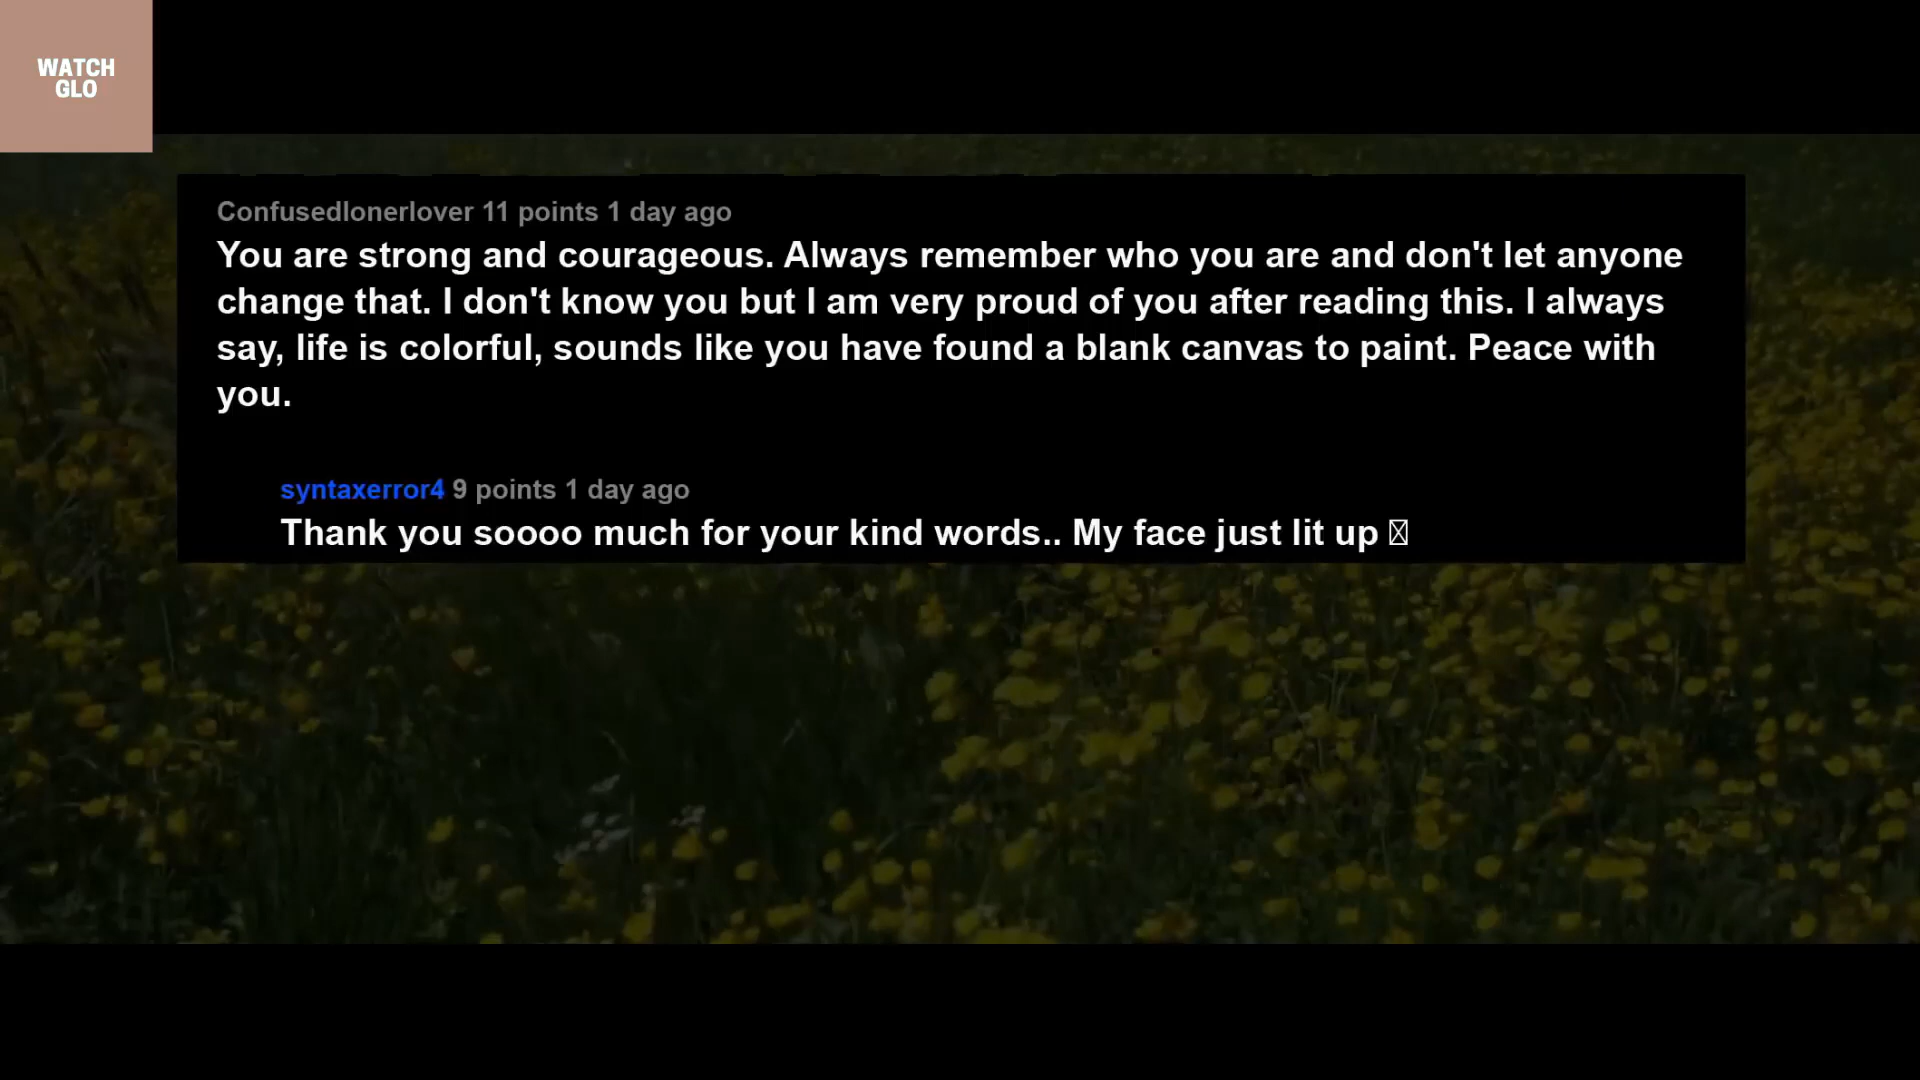 WATCH
GLO
Confusedlonerlover 11 points 1 day ago
You are strong and courageous. Always remember who you are and don't let anyone
change that. I don't know you but I am very proud of you after reading this. I always
say, life is colorful, sounds like you have found a blank canvas to paint. Peace with
you.
syntaxerror4 9 points 1 day ago
Thank you soooo much for your kind words.. My face just lit up